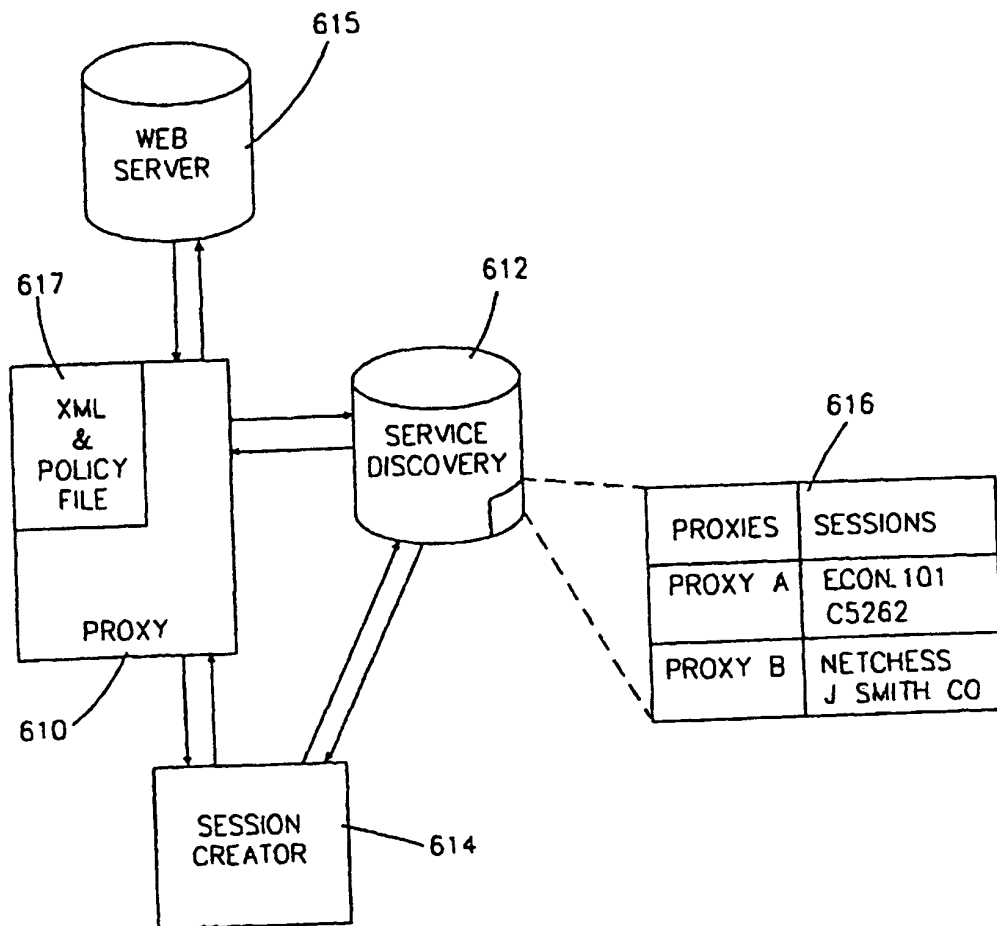 615
WEB
SERVER
617
612
XML
&
POLICY
FILE
SERVICE
DISCOVERY
616
PROXIES SESSIONS
PROXY A ECON.101
C5262
PROXY B NETCHESS
J SMITH CO
PROXY
610
SESSION
CREATOR
614